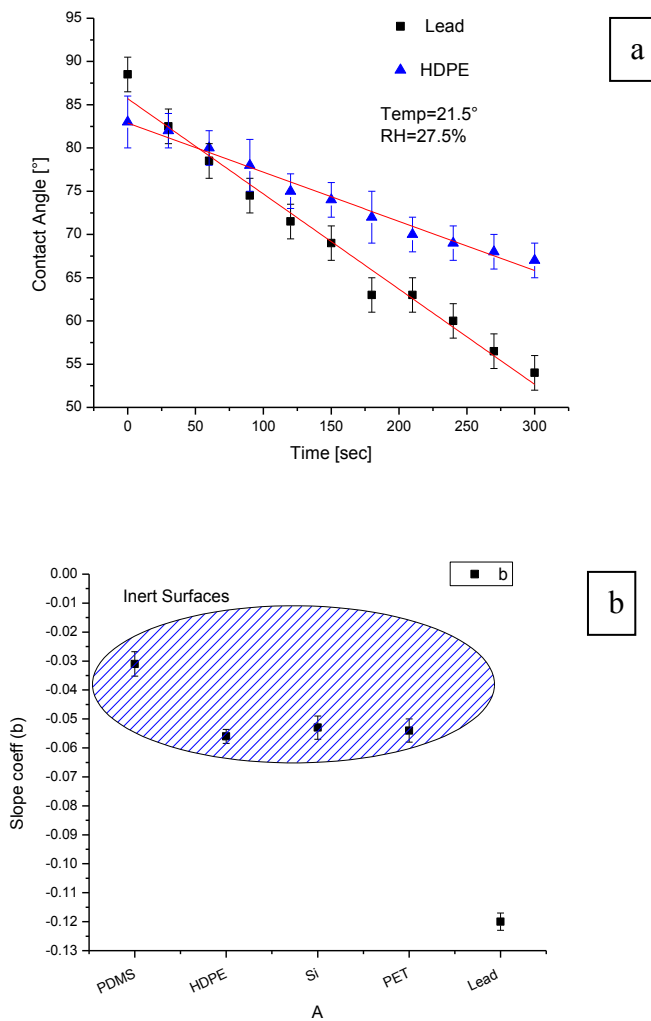 a
Lead
HDPE
Temp=21.5°
RH=27.5%
Contact Angle [°]
95
90
85
80
75
70
65
60
55
50
0
50
100
150
200
250
300
Time [sec]
b
b
Inert Surfaces
Slope coeff (b)
0.00
-0.01
-0.02
-0.03
-0.04
-0.05
-0.06
-0.07
-0.08
-0.09
-0.10
-0.11
-0.12
-0.13
PDMS
HDPE
Si
PET
Lead
A